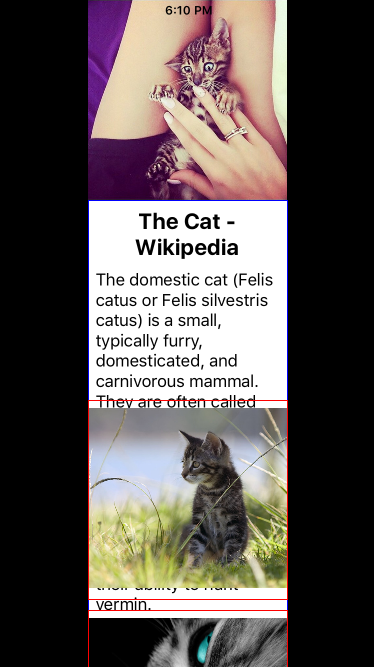 6:10 PM
The Cat -
Wikipedia
The domestic cat (Felis
catus or Felis silvestris
catus) is a small,
typically furry,
domesticated, and
carnivorous mammal.
They are often called
their ability to hunt
vermin.